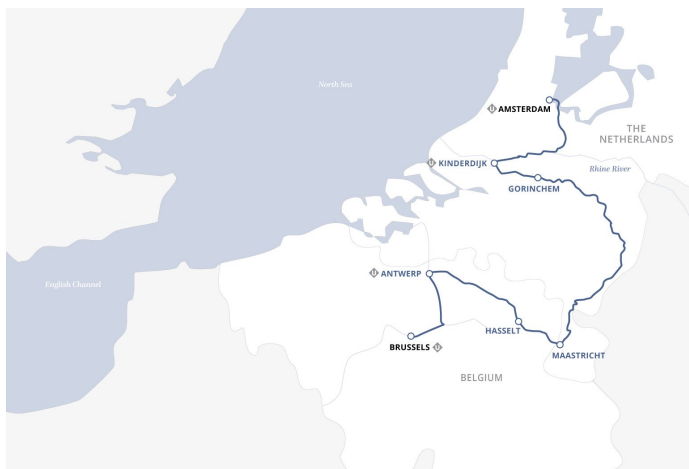 North Sea
AMSTERDAM
THE
NETHERLANDS
KINDERDIJK
Rhine River
GORINCHEM
ANTWERP
English Channel
HASSELT
BRUSSELS
MAASTRICHT
BELGIUM